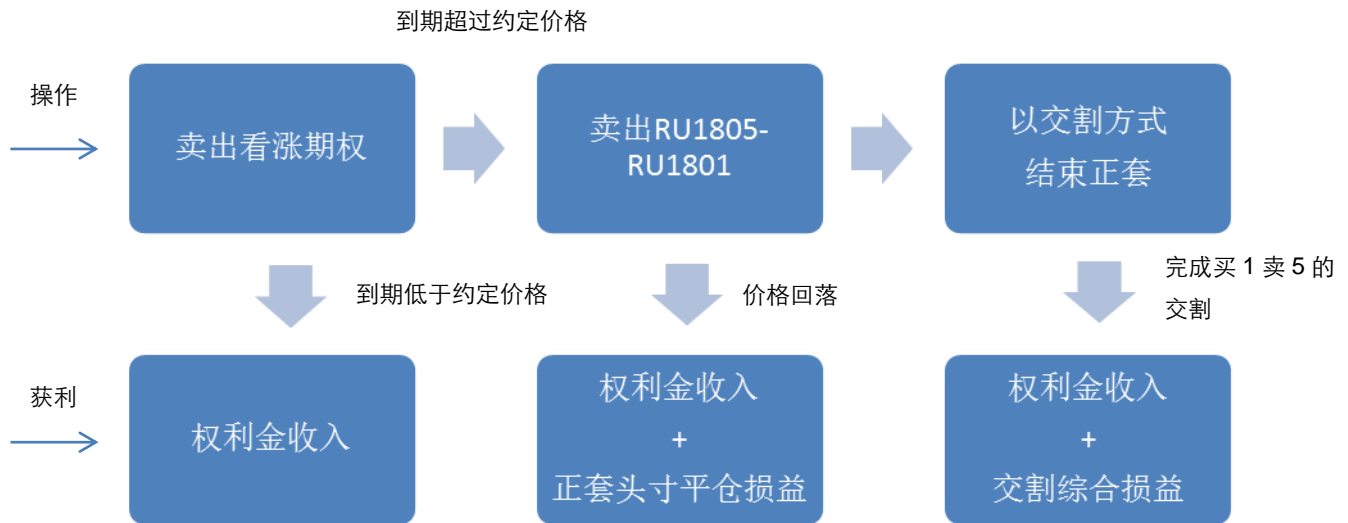 到期超过约定价格
操作
卖出看涨期权
卖出RU1805-
RU1801
以交割方式
结束正套
到期低于约定价格
价格回落
完成买 1 卖 5 的
交割
获利
权利金收入
权利金收入
+
正套头寸平仓损益
权利金收入
+
交割综合损益